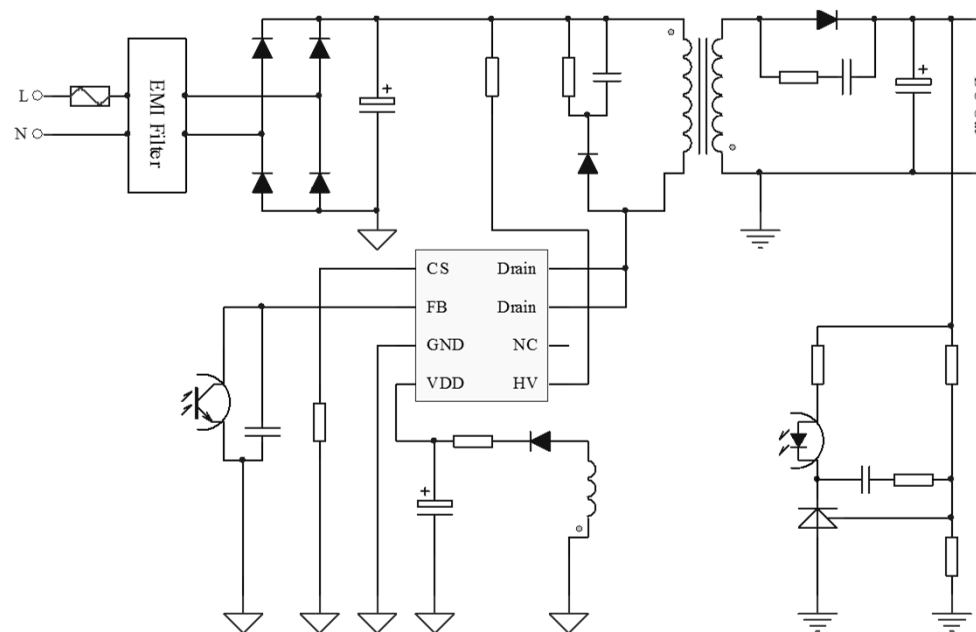 L
N
EMI Filter
+
+
CS
Drain
FB
Drain
GND
NC
VDD
HV
+